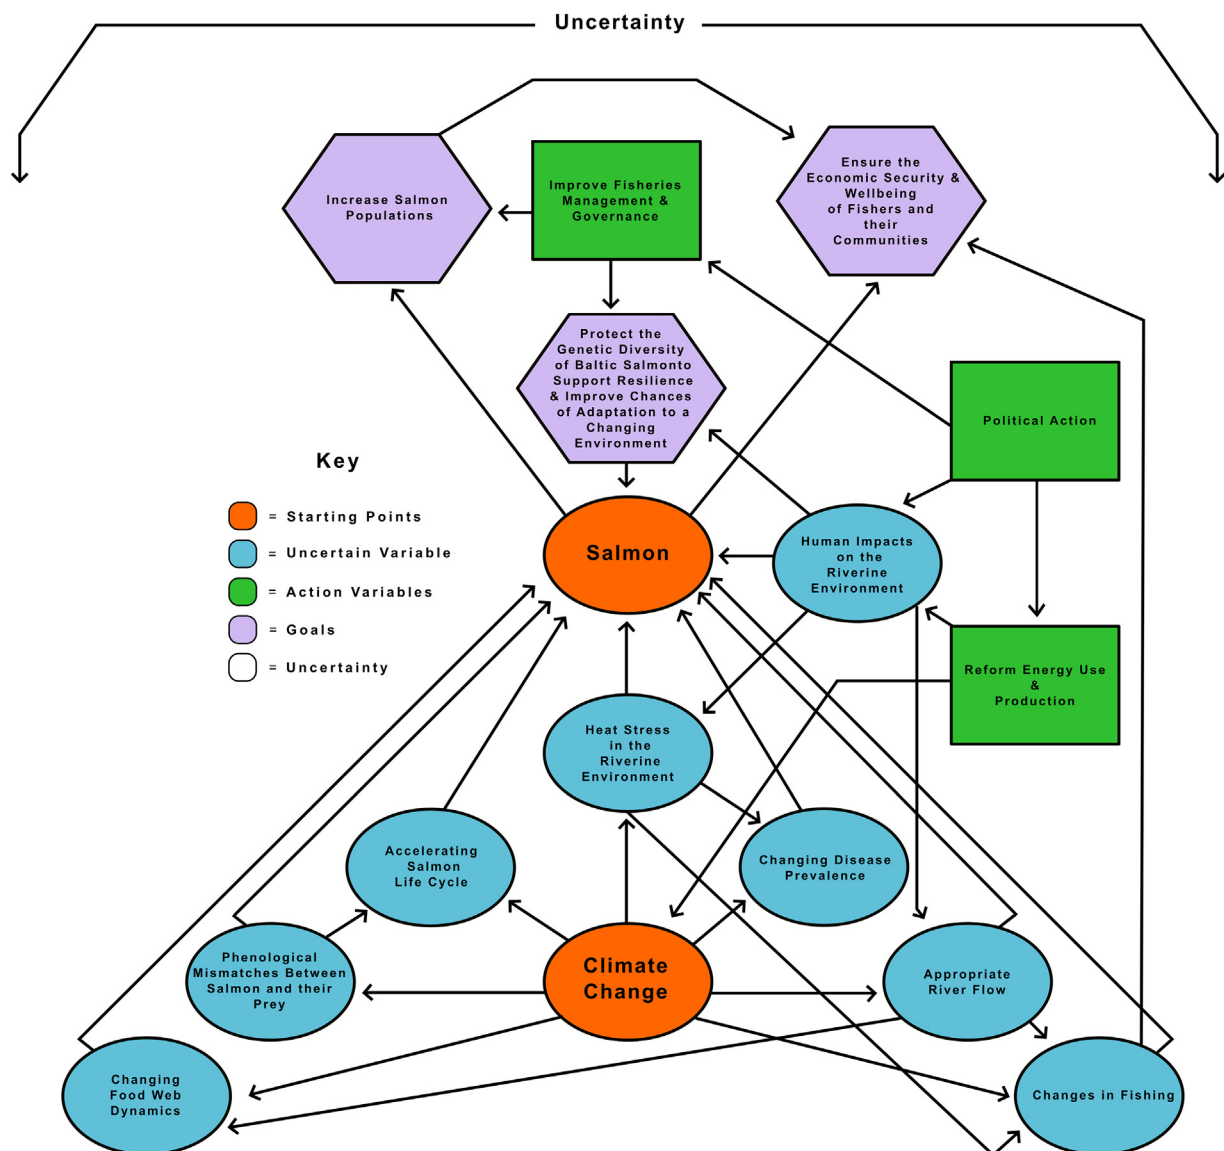 Uncertainty
Increase Salmon
Populations
Improve Fisheries
Management &
Governance
Ensure the
Economic Security &
Wellbeing
of Fishers and
their
Communities
Protect the
Genetic Diversity
of Baltic Salmonto
Support Resilience
& Improve Chances
of Adaptation to a
Changing
Environment
Political Action
Key
= Starting Points
= Uncertain Variable
= Action Variables
= Goals
= Uncertainty
Salmon
Human Impacts
on the
Riverine
Environment
Reform Energy Use
&
Production
Heat Stress
in the
Riverine
Environment
Accelerating
Salmon
Life Cycle
Changing Disease
Prevalence
Phenological
Mismatches Between
Salmon and their
Prey
Climate
Change
Appropriate
River Flow
Changing
Food Web
Dynamics
Changes in Fishing